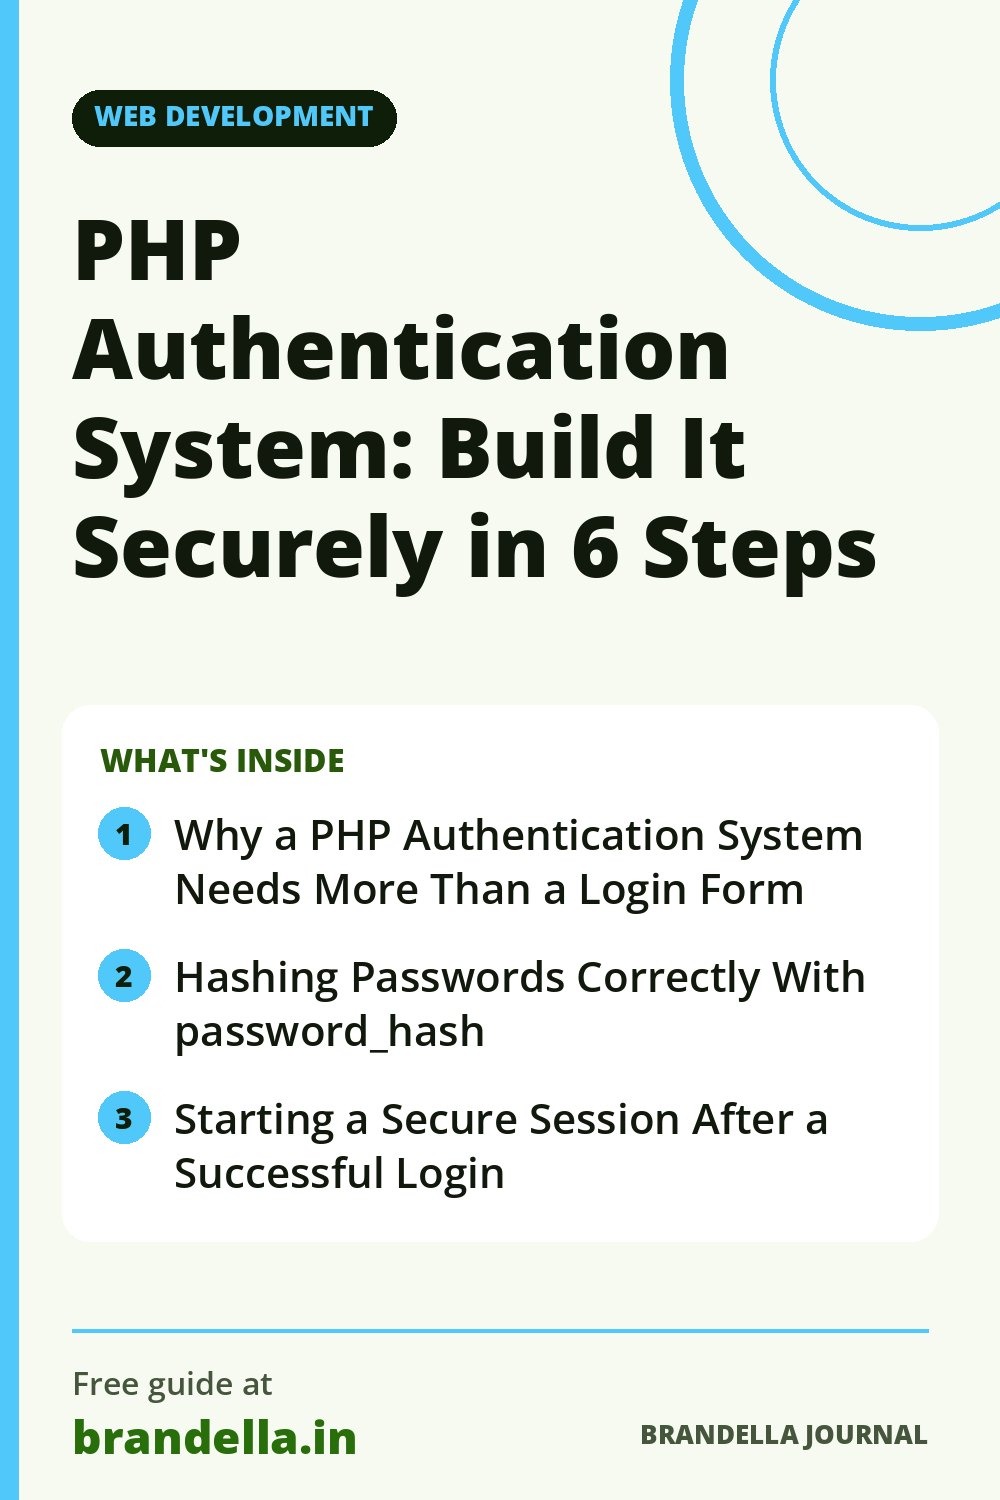 WEB DEVELOPMENT
PHP
Authentication
System: Build It
Securely in 6 Steps
WHAT'S INSIDE
1 Why a PHP Authentication System
Needs More Than a Login Form
2 Hashing Passwords Correctly With
password_hash
3 Starting a Secure Session After a
Successful Login
Free guide at
brandella.in
BRANDELLA JOURNAL